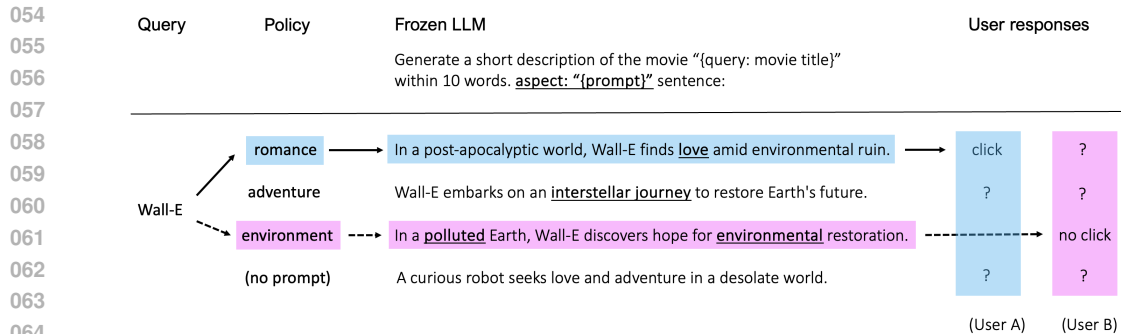 054
Query Policy Frozen LLM User responses
055
Generate a short description of the movie “{query: movie title}”
056
within 10 words. aspect: “{prompt}” sentence:
057
058 romance In a post-apocalyptic world, Wall-E finds love amid environmental ruin. click ?
059
adventure Wall-E embarks on an interstellar journey to restore Earth's future. ? ?
060
Wall-E
061 environment In a polluted Earth, Wall-E discovers hope for environmental restoration. no click
062
(no prompt) A curious robot seeks love and adventure in a desolate world. ? ?
063
064 (User A) (User B)